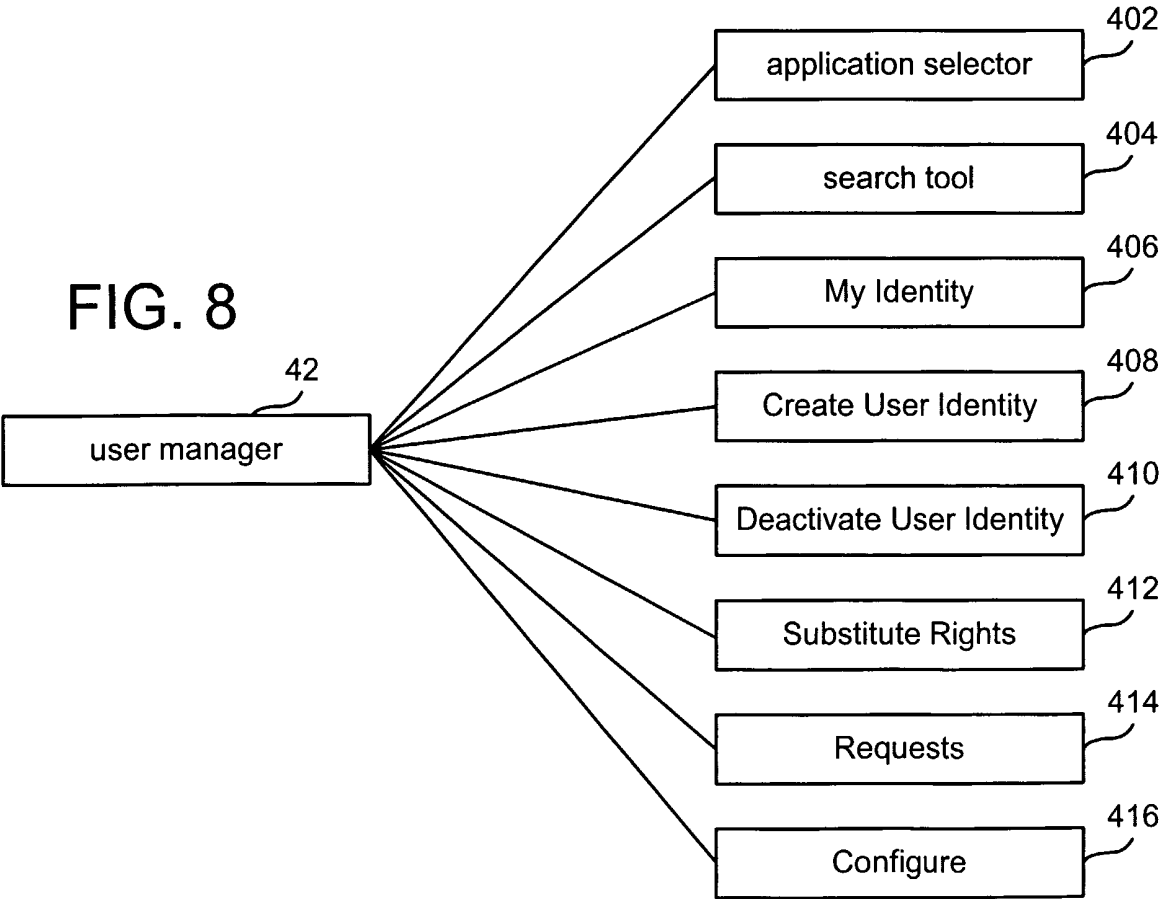 402
application selector
404
search tool
406
My Identity
FIG. 8
408
Create User Identity
42
user manager
410
Deactivate User Identity
412
Substitute Rights
414
Requests
416
Configure